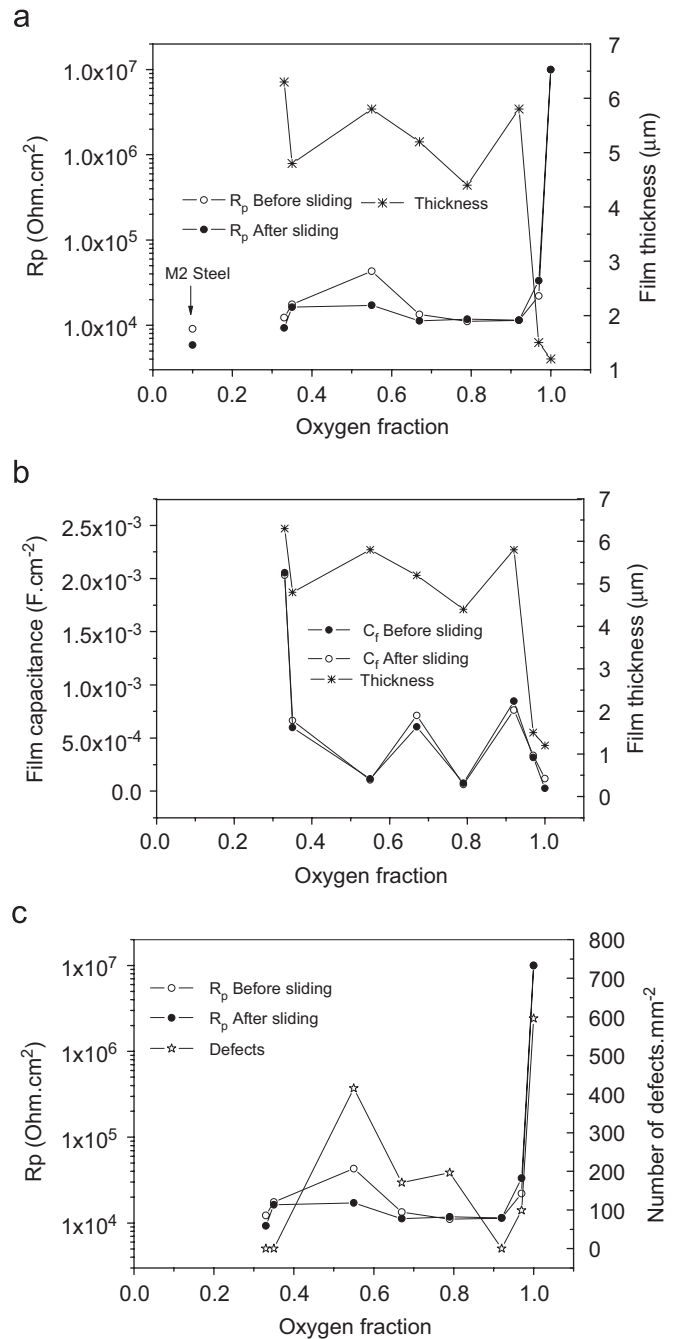 a
1.0x10⁷
1.0x10⁶
1.0x10⁵
1.0x10⁴
Rp (Ohm.cm²)
7
6
5
4
3
2
1
Film thickness (μm)
Rp Before sliding
Thickness
Rp After sliding
M2 Steel
0.0 0.2 0.4 0.6 0.8 1.0
Oxygen fraction
b
2.5x10⁻³
2.0x10⁻³
1.5x10⁻³
1.0x10⁻³
5.0x10⁻⁴
0.0
Film capacitance (F.cm⁻²)
7
6
5
4
3
2
1
0
Film thickness (μm)
Cf Before sliding
Cf After sliding
Thickness
0.0 0.2 0.4 0.6 0.8 1.0
Oxygen fraction
c
1x10⁷
1x10⁶
1x10⁵
1x10⁴
Rp (Ohm.cm²)
800
700
600
500
400
300
200
100
0
Number of defects.mm⁻²
Rp Before sliding
Rp After sliding
Defects
0.0 0.2 0.4 0.6 0.8 1.0
Oxygen fraction